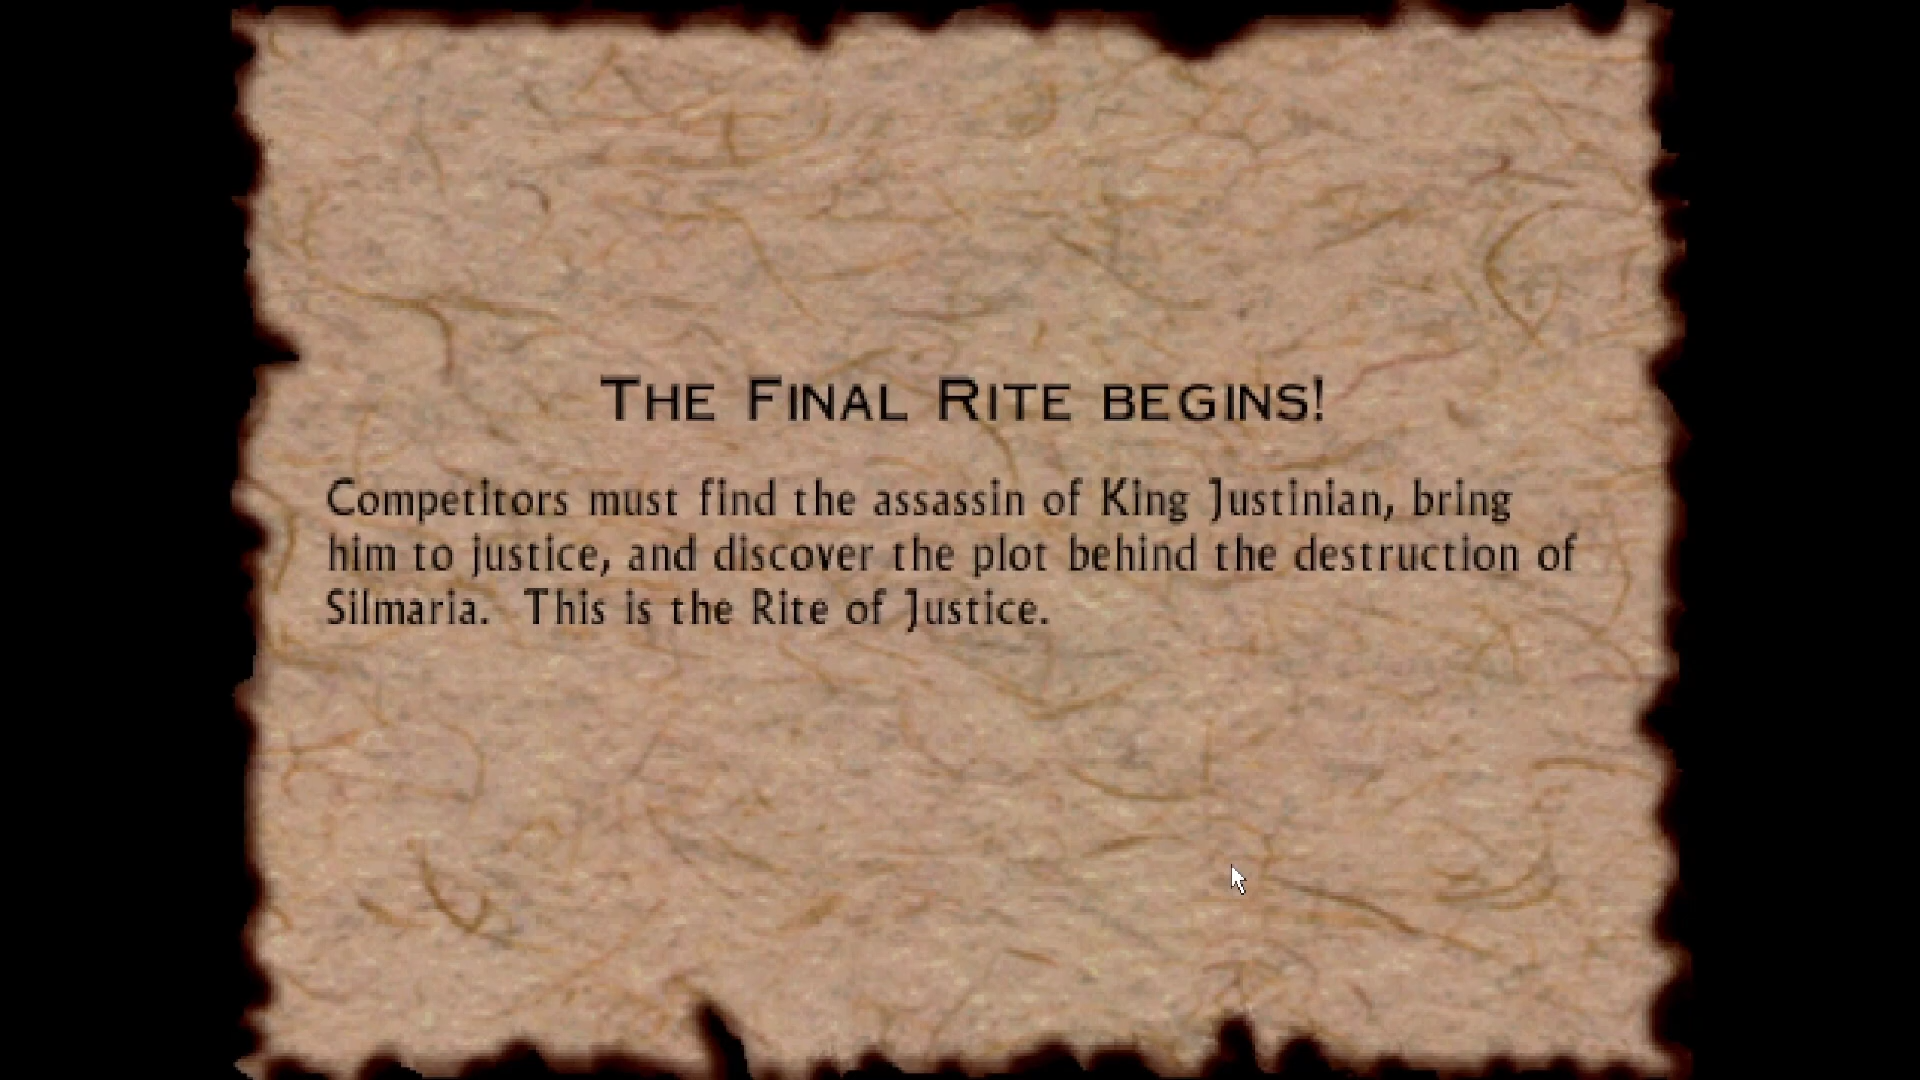 The Final Rite begins!
Competitors must find the assassin of King Justinian, bring
him to justice, and discover the plot behind the destruction of
Silmaria.  This is the Rite of Justice.